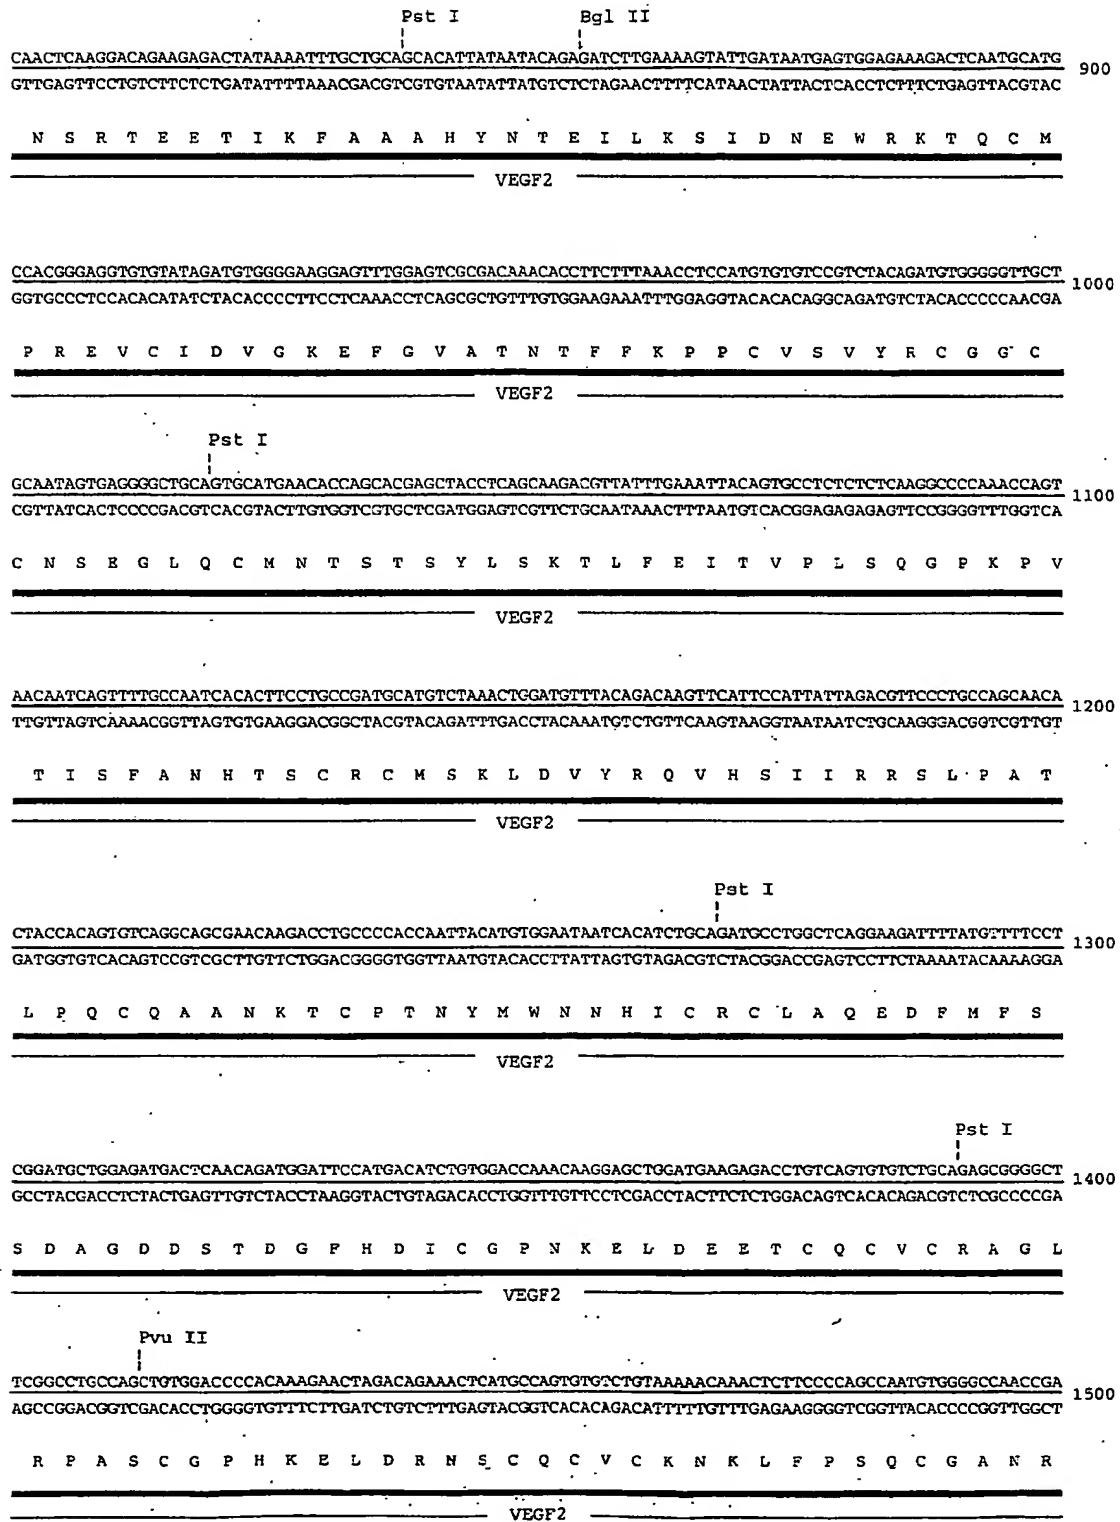 Pst I Bgl II
CAACTCAAGGACAGAAGAGACTATAAAATTTGCTGCAGCACATTATAATACAGAGATCTTGAAAAGTATTGATAATGAGTGGAGAAAGACTCAATGCATG
900
GTTGAGTTCCTGTCTTCTCTGATATTTTAAACGACGTCGTGTAATATTATGTCTCTAGAACTTTTCATAACTATTACTCACCTCTTTCTGAGTTACGTAC
N S R T E E T I K F A A A H Y N T E I L K S I D N E W R K T Q C M
VEGF2
CCACGGGAGGTGTGTATAGATGTGGGGAAGGAGTTTGGAGTCGCGACAAACACCTTCTTTAAACCTCCATGTGTGTCCGTCTACAGATGTGGGGGTTGCT
1000
GGTGCCCTCCACACATATCTACACCCCTTCCTCAAACCTCAGCGCTGTTTGTGGAAGAAATTTGGAGGTACACACAGGCAGATGTCTACACCCCCAACGA
P R E V C I D V G K E F G V A T N T F F K P P C V S V Y R C G G C
VEGF2
Pst I
GCAATAGTGAGGGGCTGCAGTGCATGAACACCAGCACGAGCTACCTCAGCAAGACGTTATTTGAAATTACAGTGCCTCTCTCTCAAGGCCCCAAACCAGT
1100
CGTTATCACTCCCCGACGTCACGTACTTGTGGTCGTGCTCGATGGAGTCGTTCTGCAATAAACTTTAATGTCACGGAGAGAGAGTTCCGGGGTTTGGTCA
C N S E G L Q C M N T S T S Y L S K T L F E I T V P L S Q G P K P V
VEGF2
AACAATCAGTTTTGCCAATCACACTTCCTGCCGATGCATGTCTAAACTGGATGTTTACAGACAAGTTCATTCCATTATTAGACGTTCCCTGCCAGCAACA
1200
TTGTTAGTCAAAACGGTTAGTGTGAAGGACGGCTACGTACAGATTTGACCTACAAATGTCTGTTCAAGTAAGGTAATAATCTGCAAGGGACGGTCGTTGT
T I S F A N H T S C R C M S K L D V Y R Q V H S I I R R S L P A T
VEGF2
Pst I
CTACCACAGTGTCAGGCAGCGAACAAGACCTGCCCCACCAATTACATGTGGAATAATCACATCTGCAGATGCCTGGCTCAGGAAGATTTTATGTTTTCCT
1300
GATGGTGTCACAGTCCGTCGCTTGTTCTGGACGGGGTGGTTAATGTACACCTTATTAGTGTAGACGTCTACGGACCGAGTCCTTCTAAAATACAAAAGGA
L P Q C Q A A N K T C P T N Y M W N N H I C R C L A Q E D F M F S
VEGF2
Pst I
CGGATGCTGGAGATGACTCAACAGATGGATTCCATGACATCTGTGGACCAAACAAGGAGCTGGATGAAGAGACCTGTCAGTGTGTCTGCAGAGCGGGGCT
1400
GCCTACGACCTCTACTGAGTTGTCTACCTAAGGTACTGTAGACACCTGGTTTGTTCCTCGACCTACTTCTCTGGACAGTCACACAGACGTCTCGCCCCGA
S D A G D D S T D G F H D I C G P N K E L D E E T C Q C V C R A G L
VEGF2
Pvu II
TCGGCCTGCCAGCTGTGGACCCCACAAAGAACTAGACAGAAACTCATGCCAGTGTGTCTGTAAAAACAAACTCTTCCCCAGCCAATGTGGGGCCAACCGA
1500
AGCCGGACGGTCGACACCTGGGGTGTTTCTTGATCTGTCTTTGAGTACGGTCACACAGACATTTTTGTTTGAGAAGGGGTCGGTTACACCCCGGTTGGCT
R P A S C G P H K E L D R N S C Q C V C K N K L F P S Q C G A N R
VEGF2